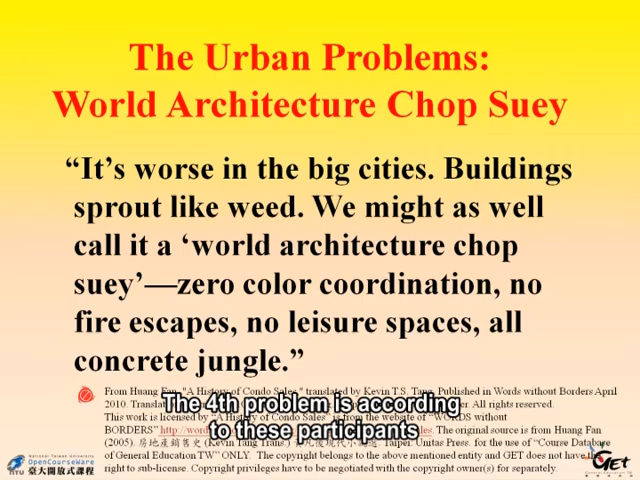 The Urban Problems:
World Architecture Chop Suey
“It’s worse in the big cities. Buildings
sprout like weed. We might as well
call it a ‘world architecture chop
suey’—zero color coordination, no
fire escapes, no leisure spaces, all
concrete jungle.”
From Huang Fan, "A History of Condo Sales," translated by Kevin T.S. Tang. Published in Words without Borders April
2010. rights reserved.
The 4th problem is according
This work is licensed by "A History of Condo Sales" is from the website of "WORDS without
BORDERS" The original source is from Huang Fan
to these participants
(2005). 房地產銷售史 (Kevin Tang Trans.) Taipei: Unitas Press. for the use of "Course Database
of General Education TW" ONLY. The copyright belongs to the above mentioned entity and GET does not have the
right to sub-license. Copyright privileges have to be negotiated with the copyright owner(s) for separately.
National Taiwan University
NTU OpenCourseWare
臺大開放式課程
GET